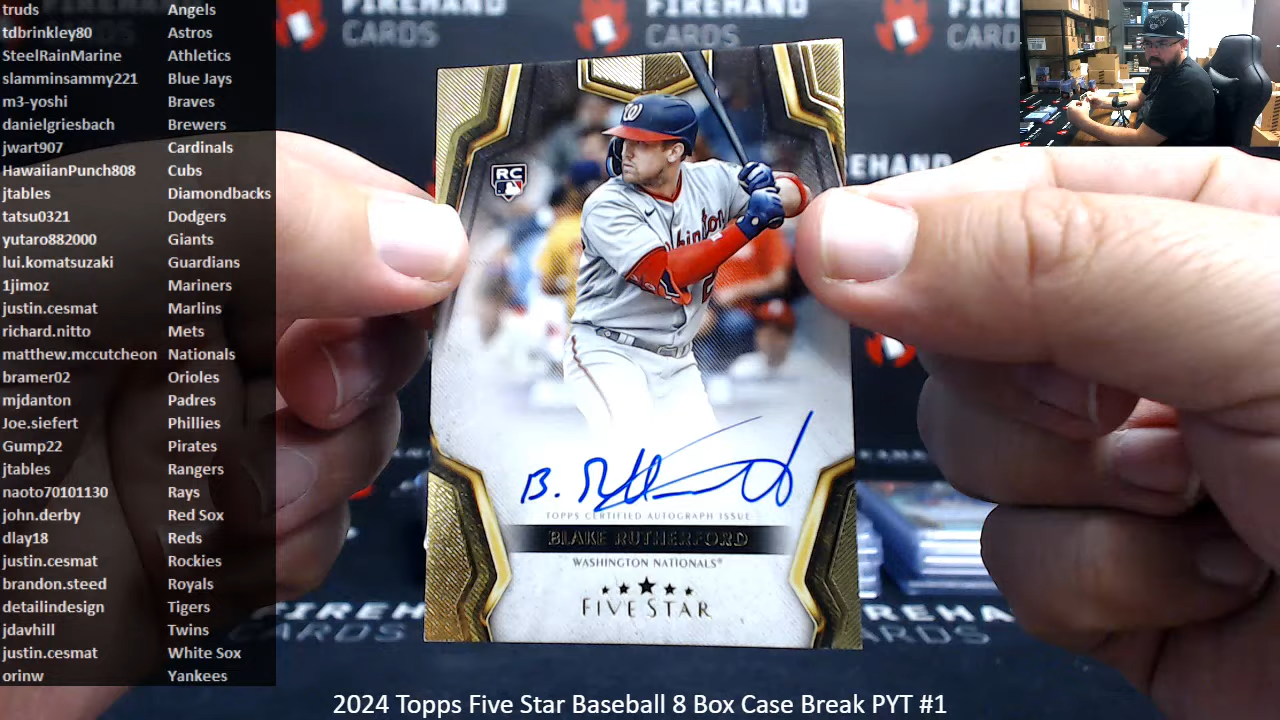 truds Angels
tdbrinkley80 Astros
SteelRainMarine Athletics
slamminsammy221 Blue Jays
m3-yoshi Braves
danielgriesbach Brewers
jwart907 Cardinals
HawaiianPunch808 Cubs
jtables Diamondbacks
tatsu0321 Dodgers
yutaro882000 Giants
lui.komatsuzaki Guardians
1jimoz Mariners
justin.cesmat Marlins
richard.nitto Mets
matthew.mccutcheon Nationals
bramer02 Orioles
mjdanton Padres
Joe.siefert Phillies
Gump22 Pirates
jtables Rangers
naoto70101130 Rays
john.derby Red Sox
dlay18 Reds
justin.cesmat Rockies
brandon.steed Royals
detailindesign Tigers
jdavhill Twins
justin.cesmat White Sox
orinw Yankees
FIREHAND
CARDS
RC
W
TOPPS CERTIFIED AUTOGRAPH ISSUE
BLAKE RUTHERFORD
WASHINGTON NATIONALS®
FIVE STAR
FIREHAND
CARDS
2024 Topps Five Star Baseball 8 Box Case Break PYT #1